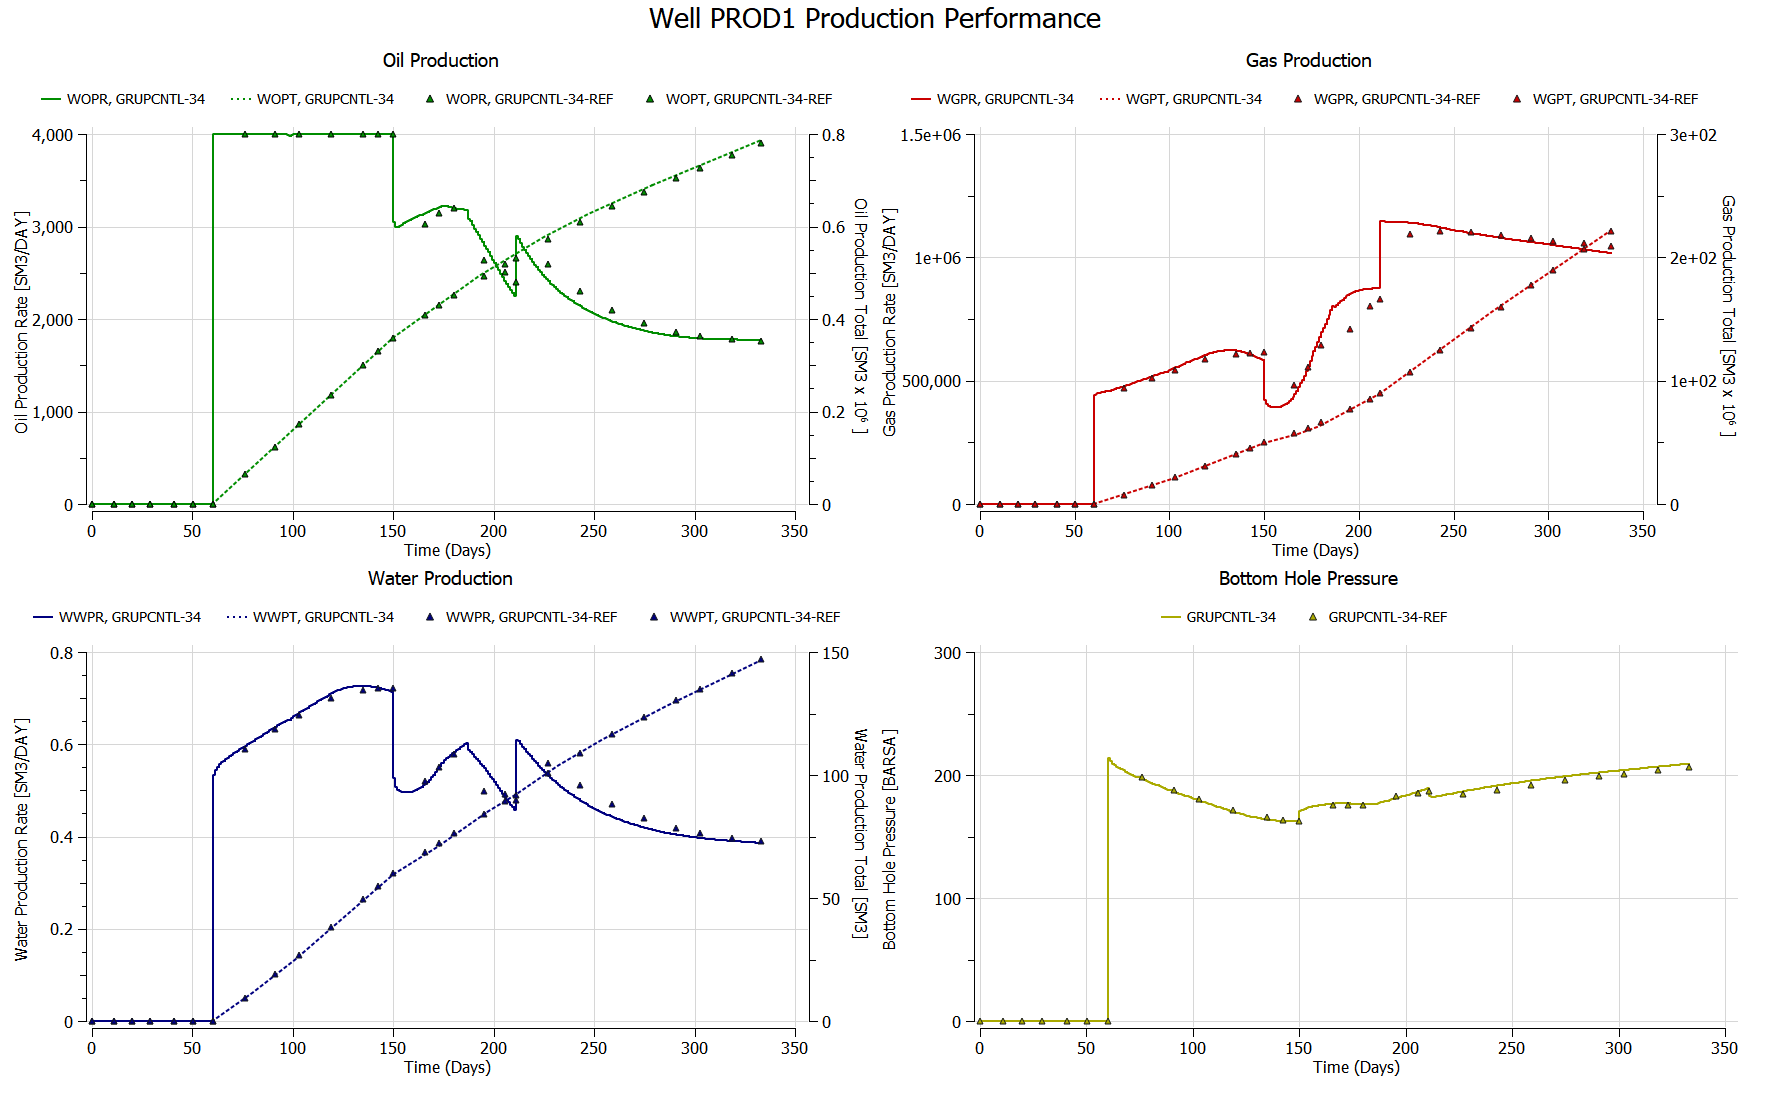 Well PROD1 Production Performance
Oil Production
WOPR, GRUPCNTL-34
WOPT, GRUPCNTL-34
WOPR, GRUPCNTL-34-REF
WOPT, GRUPCNTL-34-REF
4,000
3,000
2,000
1,000
0
Oil Production Rate [SM3/DAY]
0.8
0.6
0.4
0.2
0
Oil Production Total [SM3 x 10⁶ ]
0 50 100 150 200 250 300 350
Time (Days)
Gas Production
WGPR, GRUPCNTL-34
WGPT, GRUPCNTL-34
WGPR, GRUPCNTL-34-REF
WGPT, GRUPCNTL-34-REF
1.5e+06
1e+06
500,000
0
Gas Production Rate [SM3/DAY]
3e+02
2e+02
1e+02
0
Gas Production Total [SM3 x 10⁶ ]
0 50 100 150 200 250 300 350
Time (Days)
Water Production
WWPR, GRUPCNTL-34
WWPT, GRUPCNTL-34
WWPR, GRUPCNTL-34-REF
WWPT, GRUPCNTL-34-REF
0.8
0.6
0.4
0.2
0
Water Production Rate [SM3/DAY]
150
100
50
0
Water Production Total [SM3]
0 50 100 150 200 250 300 350
Time (Days)
Bottom Hole Pressure
GRUPCNTL-34
GRUPCNTL-34-REF
300
200
100
0
Bottom Hole Pressure [BARSA]
0 50 100 150 200 250 300 350
Time (Days)